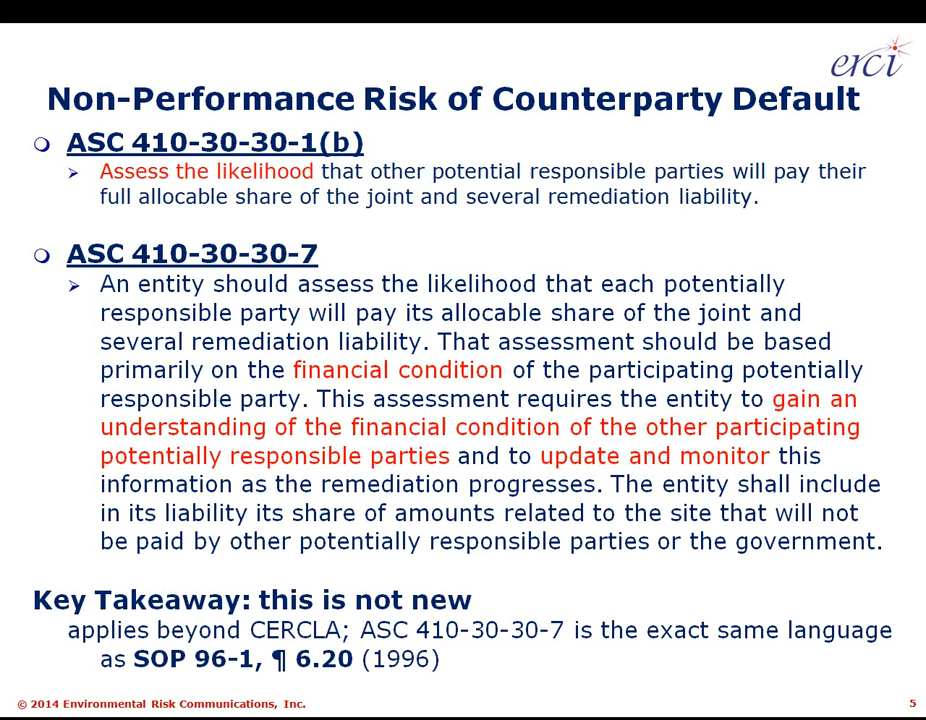 erci
Non-Performance Risk of Counterparty Default
ASC 410-30-30-1(b)
Assess the likelihood that other potential responsible parties will pay their
full allocable share of the joint and several remediation liability.
ASC 410-30-30-7
An entity should assess the likelihood that each potentially
responsible party will pay its allocable share of the joint and
several remediation liability. That assessment should be based
primarily on the financial condition of the participating potentially
responsible party. This assessment requires the entity to gain an
understanding of the financial condition of the other participating
potentially responsible parties and to update and monitor this
information as the remediation progresses. The entity shall include
in its liability its share of amounts related to the site that will not
be paid by other potentially responsible parties or the government.
Key Takeaway: this is not new
applies beyond CERCLA; ASC 410-30-30-7 is the exact same language
as SOP 96-1, ¶ 6.20 (1996)
© 2014 Environmental Risk Communications, Inc.
5